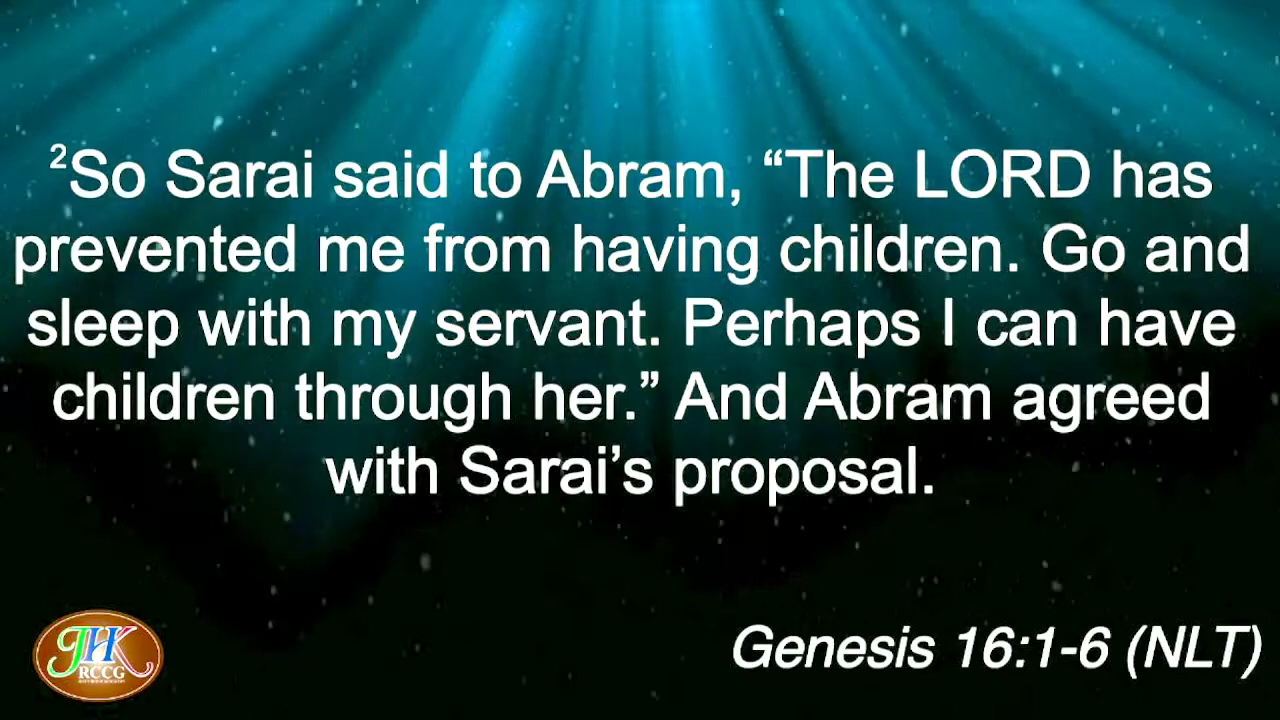 ²So Sarai said to Abram, “The LORD has
prevented me from having children. Go and
sleep with my servant. Perhaps I can have
children through her.” And Abram agreed
with Sarai’s proposal.
Genesis 16:1-6 (NLT)
JHK
RCCG